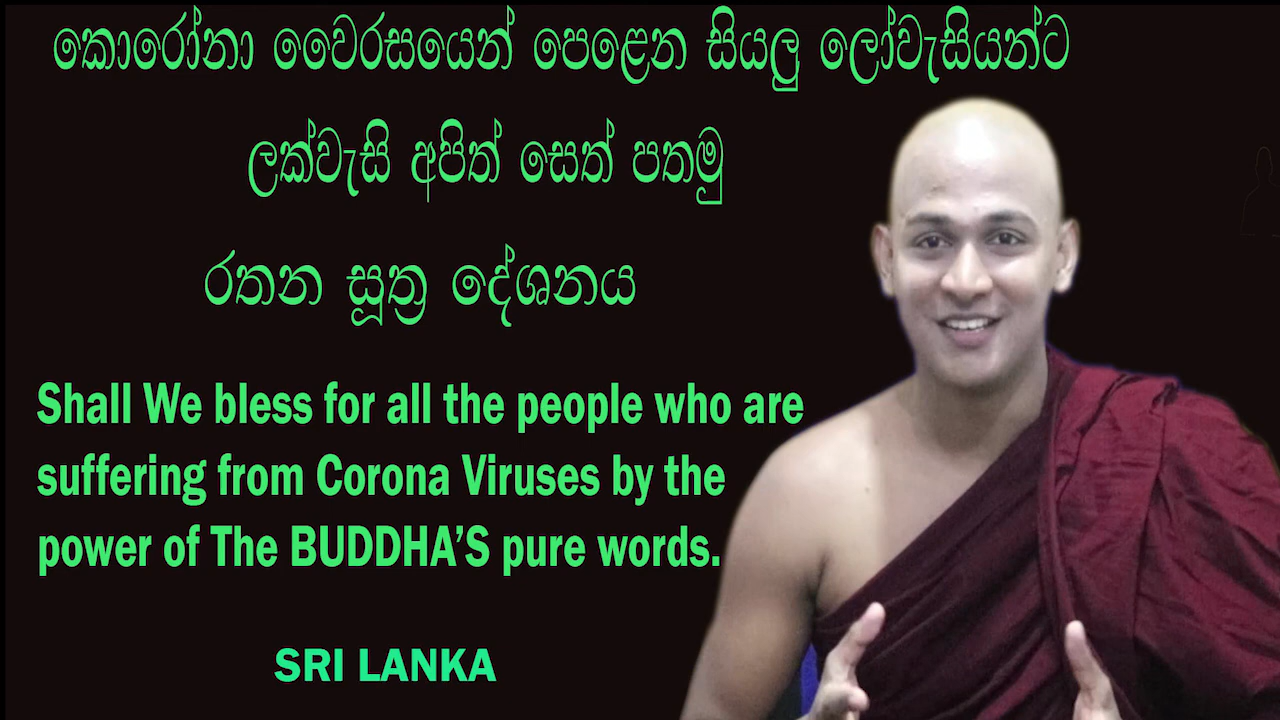 කොරෝනා වෛරසයෙන් පෙළෙන සියලු ලෝවැසියන්ට
ලක්වැසි අපිත් සෙත් පතමු
රතන සූත්‍ර දේශනය
Shall We bless for all the people who are
suffering from Corona Viruses by the
power of The BUDDHA’S pure words.
SRI LANKA